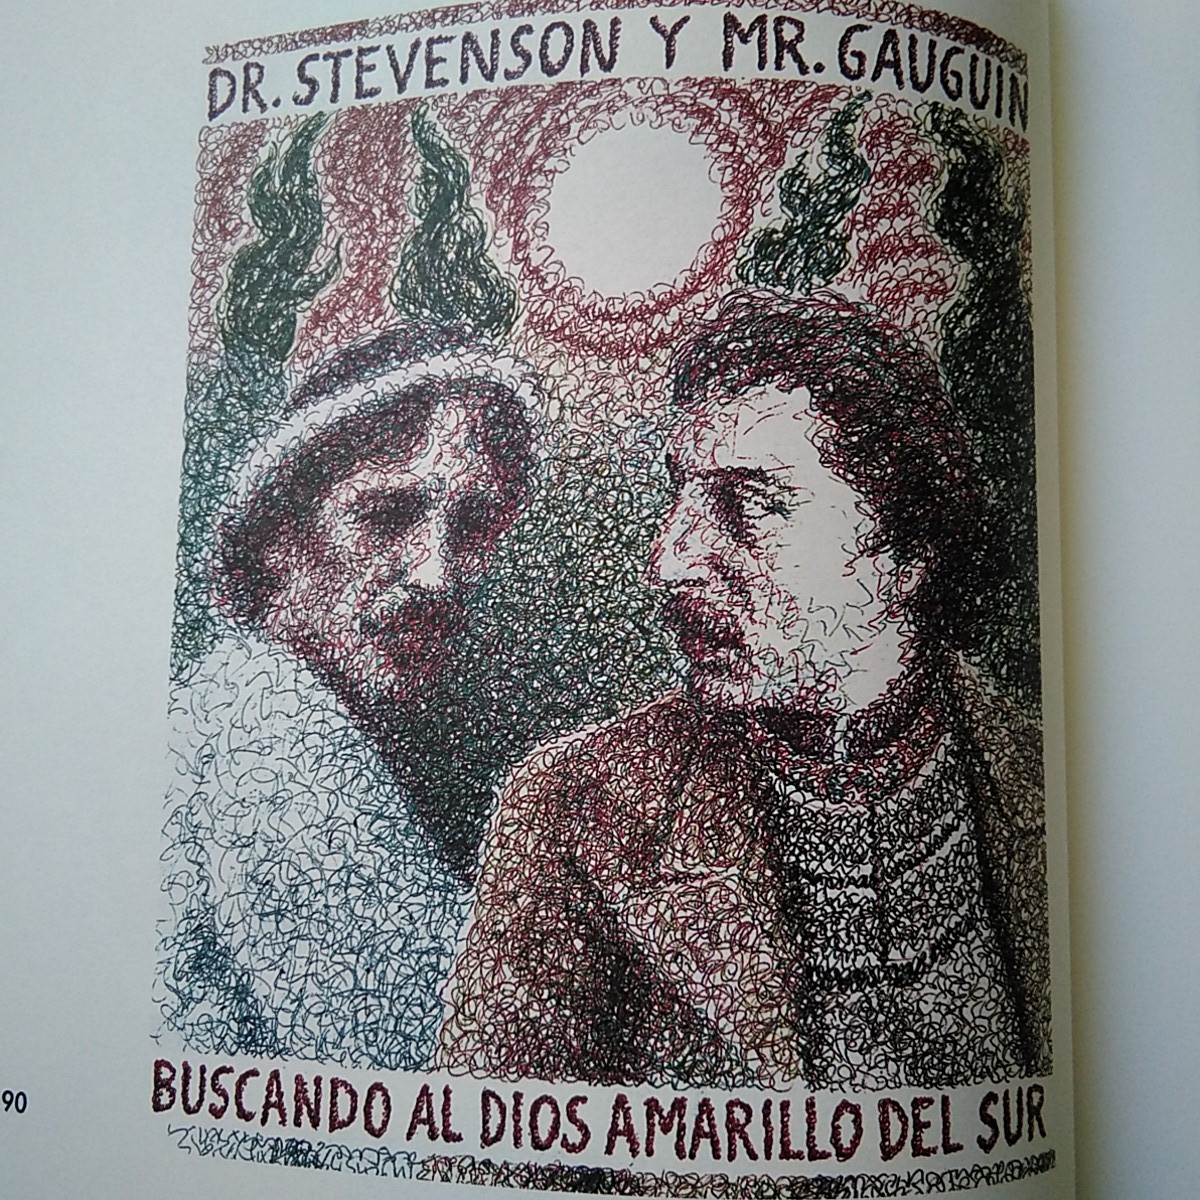 DR. STEVENSON Y MR. GAUGUIN
BUSCANDO AL DIOS AMARILLO DEL SUR
90